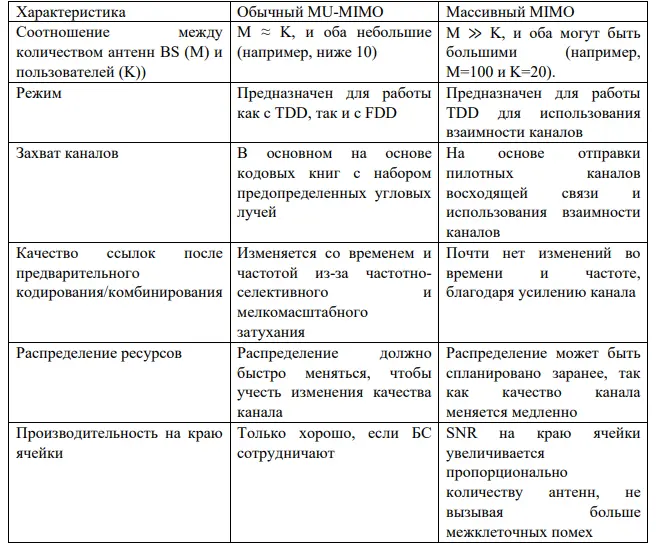 Характеристика
Обычный MU-MIMO
Массивный MIMO
Соотношение между
количеством антенн BS (M) и
пользователей (K))
M ≈ K, и оба небольшие
(например, ниже 10)
M ≫ K, и оба могут быть
большими (например,
M=100 и K=20).
Режим
Предназначен для работы
как с TDD, так и с FDD
Предназначен для работы
TDD для использования
взаимности каналов
Захват каналов
В основном на основе
кодовых книг с набором
предопределенных угловых
лучей
На основе отправки
пилотных каналов
восходящей связи и
использования взаимности
каналов
Качество ссылок после
предварительного
кодирования/комбинирования
Изменяется со временем и
частотой из-за частотно-
селективного и
мелкомасштабного
затухания
Почти нет изменений во
времени и частоте,
благодаря усилению канала
Распределение ресурсов
Распределение должно
быстро меняться, чтобы
учесть изменения качества
канала
Распределение может быть
спланировано заранее, так
как качество канала
меняется медленно
Производительность на краю
ячейки
Только хорошо, если БС
сотрудничают
SNR на краю ячейки
увеличивается
пропорционально
количеству антенн, не
вызывая больше
межклеточных помех